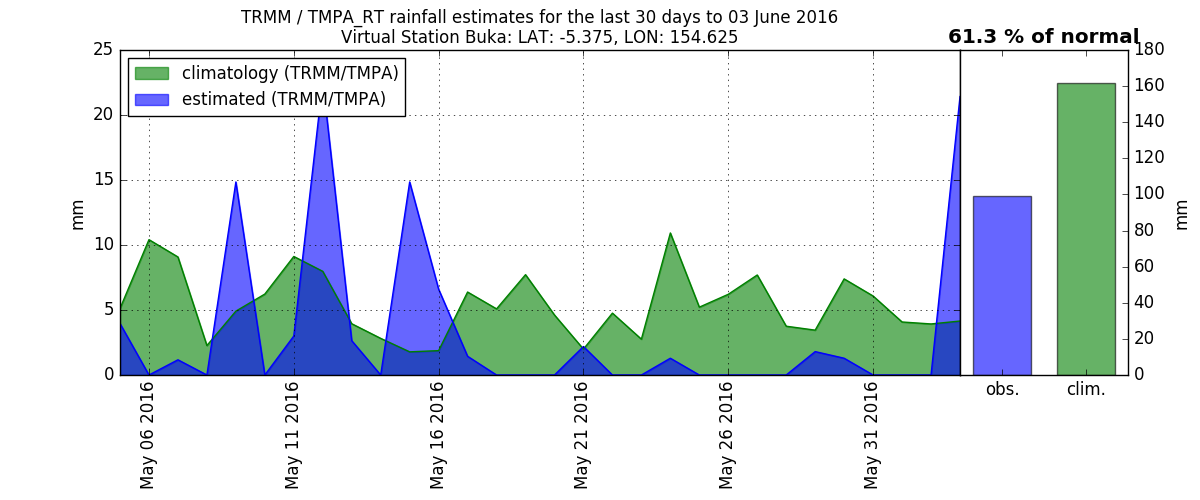 TRMM / TMPA_RT rainfall estimates for the last 30 days to 03 June 2016
Virtual Station Buka: LAT: -5.375, LON: 154.625
61.3 % of normal
climatology (TRMM/TMPA)
estimated (TRMM/TMPA)
mm
25
20
15
10
5
0
May 06 2016
May 11 2016
May 16 2016
May 21 2016
May 26 2016
May 31 2016
obs.
clim.
180
160
140
120
100
80
60
40
20
0
mm